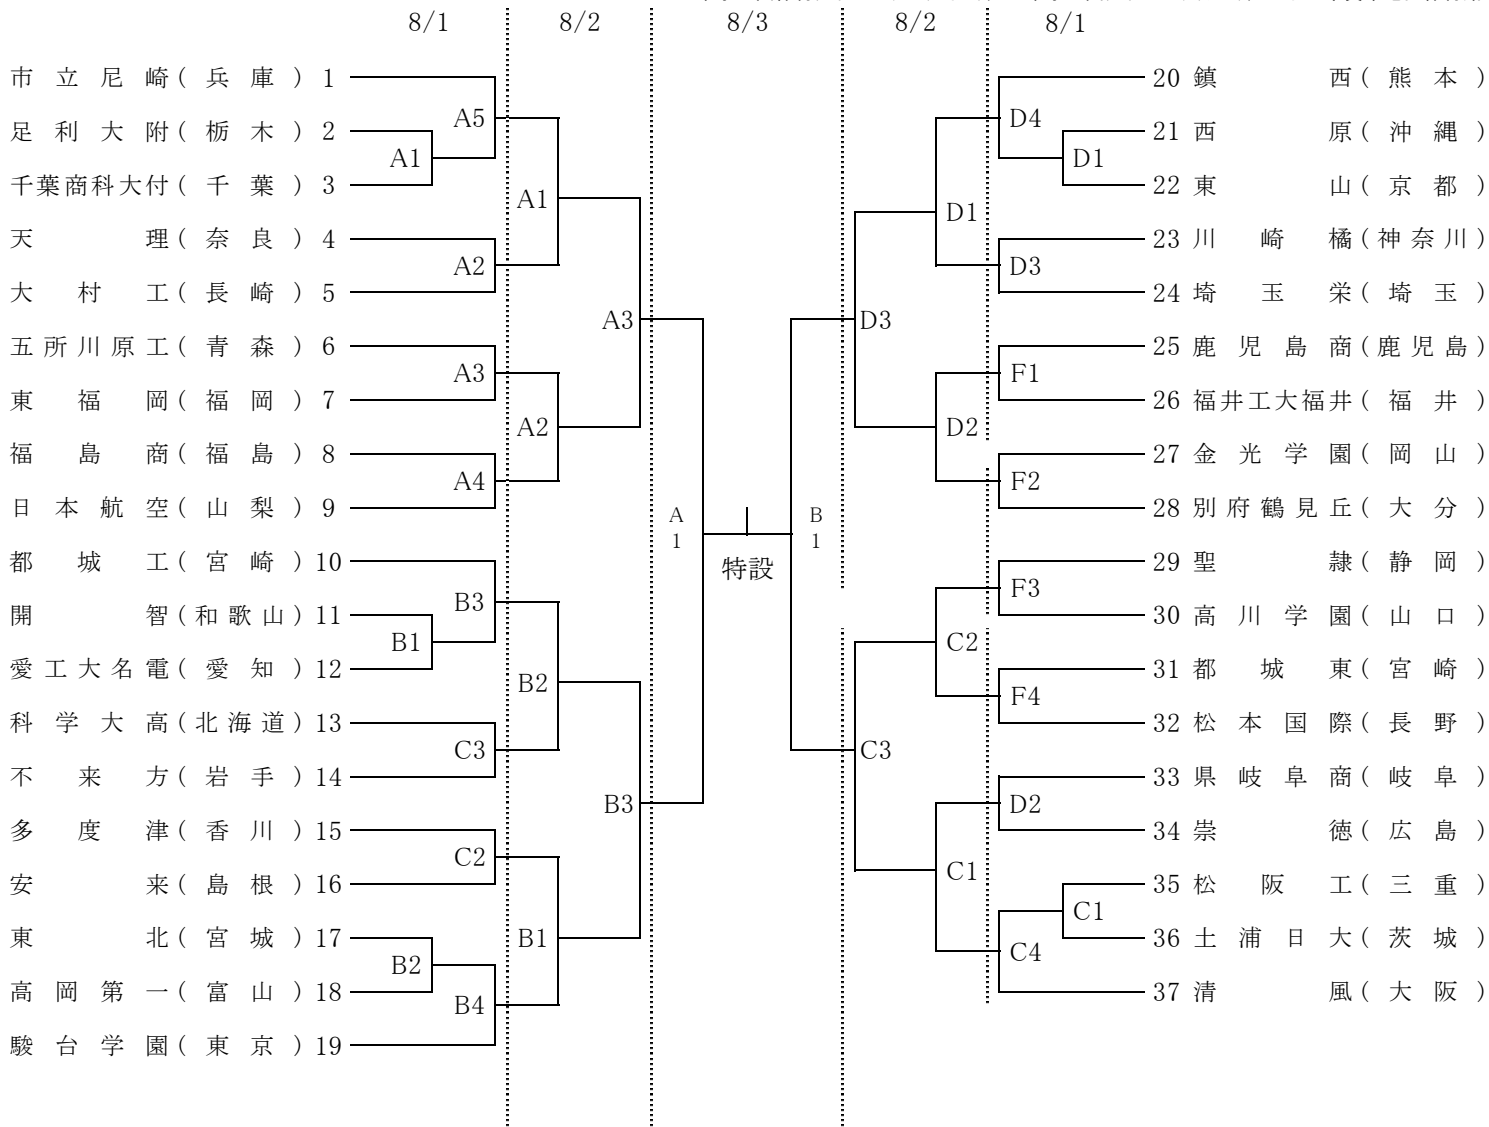 8/1 8/2 8/3 8/2 8/1
市立尼崎(兵庫) 1
A5
足利大附(栃木) 2
A1
千葉商科大付(千葉) 3
A1
天理(奈良) 4
A2
大村工(長崎) 5
A3
五所川原工(青森) 6
A3
東福岡(福岡) 7
A2
福島商(福島) 8
A4
日本航空(山梨) 9
都城工(宮崎) 10
B3
開智(和歌山) 11
B1
愛工大名電(愛知) 12
B2
科学大高(北海道) 13
C3
不来方(岩手) 14
B3
多度津(香川) 15
C2
安来(島根) 16
東北(宮城) 17
B1
B2
高岡第一(富山) 18
B4
駿台学園(東京) 19
A
1
特設
B
1
20 鎮西(熊本)
D4
21 西原(沖縄)
D1
22 東山(京都)
D1
23 川崎橘(神奈川)
D3
24 埼玉栄(埼玉)
D3
25 鹿児島商(鹿児島)
F1
26 福井工大福井(福井)
D2
27 金光学園(岡山)
F2
28 別府鶴見丘(大分)
29 聖隷(静岡)
F3
30 高川学園(山口)
C2
31 都城東(宮崎)
F4
32 松本国際(長野)
C3
33 県岐阜商(岐阜)
D2
34 崇徳(広島)
C1
35 松阪工(三重)
C1
36 土浦日大(茨城)
C4
37 清風(大阪)